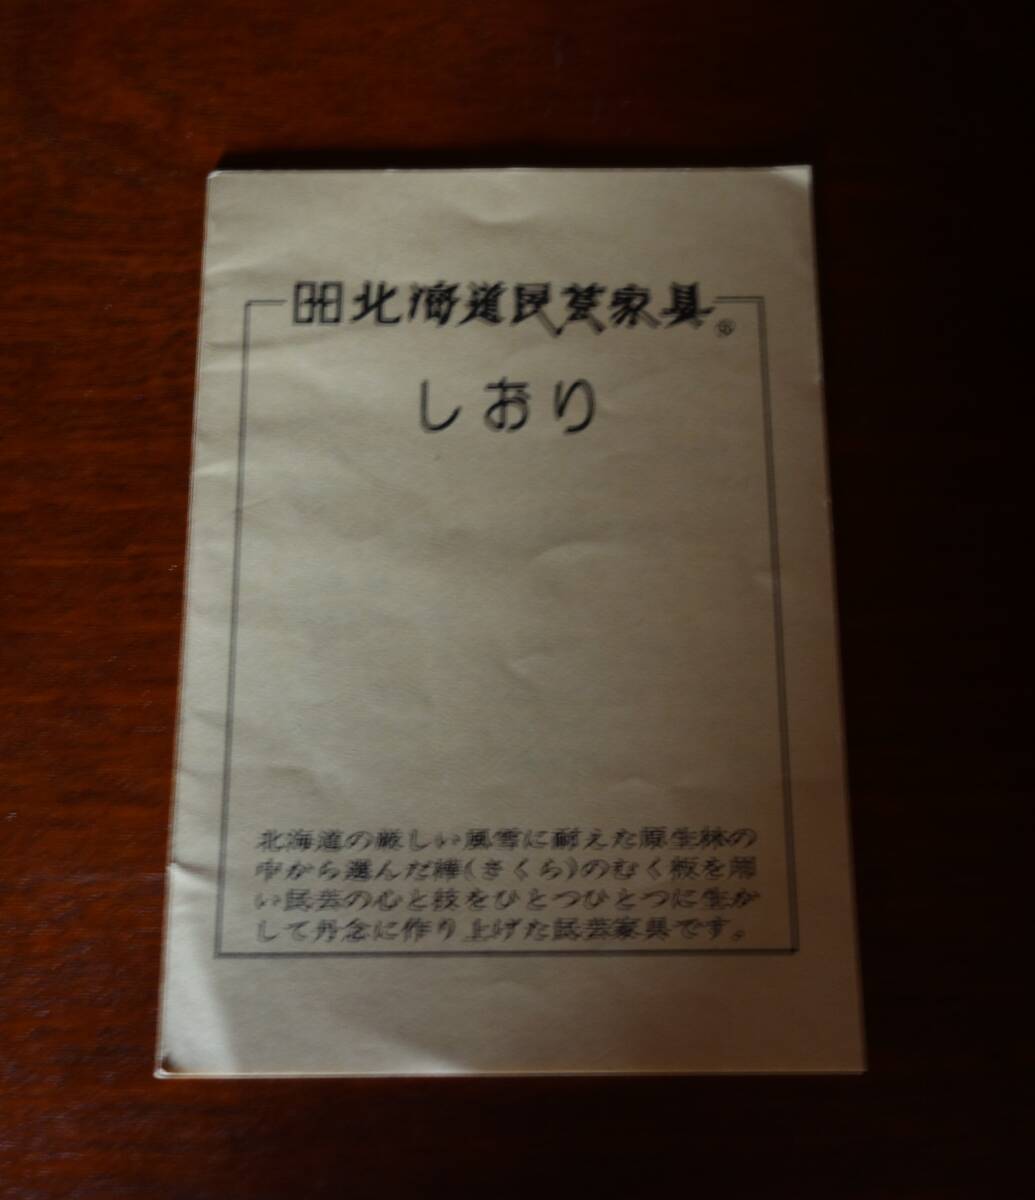 北海道民芸家具®
しおり
北海道の厳しい風雪に耐えた原生林の
中から選んだ樺(さくら)のむく板を用
い民芸の心と技をひとつひとつに生か
して丹念に作り上げた民芸家具です。